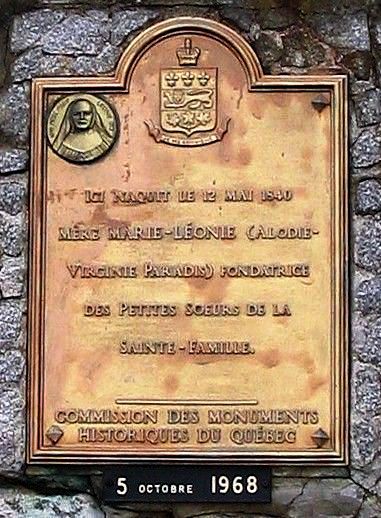 ICI NAQUIT LE 12 MAI 1840
MÈRE MARIE-LÉONIE (ALODIE-
VIRGINIE PARADIS) FONDATRICE
DES PETITES SOEURS DE LA
SAINTE-FAMILLE.
COMMISSION DES MONUMENTS
HISTORIQUES DU QUÉBEC
5 OCTOBRE 1968